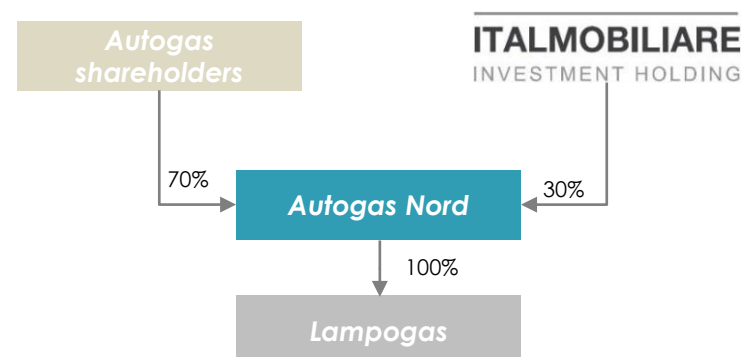 Autogas
shareholders
ITALMOBILIARE
INVESTMENT HOLDING
70%
30%
Autogas Nord
100%
Lampogas